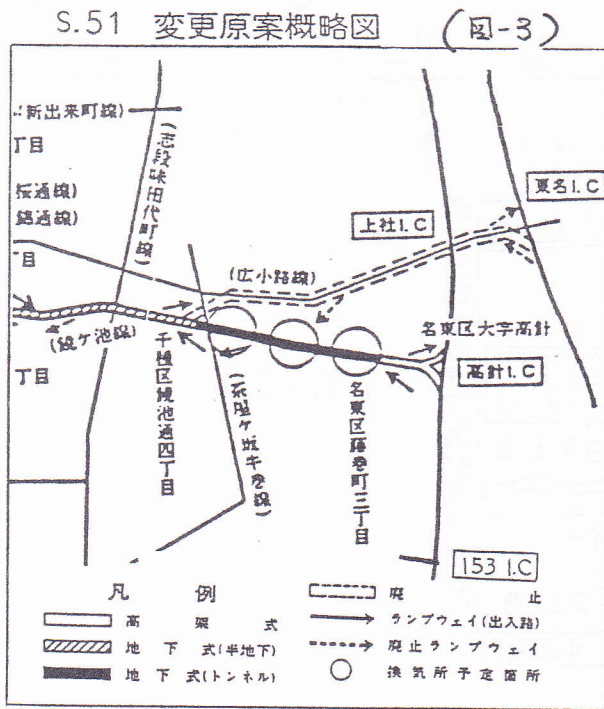 S.51 変更原案概略図 (図-3)
(新出来町線)
丁目
桜通線)
錦通線)
丁目
(志段味田代町線)
東名I.C
上社I.C
(広小路線)
(鏡ケ池線)
丁目
千種区鏡池通四丁目
名東区藤巻町三丁目
名東区大字高針
高針I.C
153 I.C
凡例
高架式
地下式(半地下)
地下式(トンネル)
廃止
ランプウェイ(出入路)
廃止ランプウェイ
換気所予定箇所